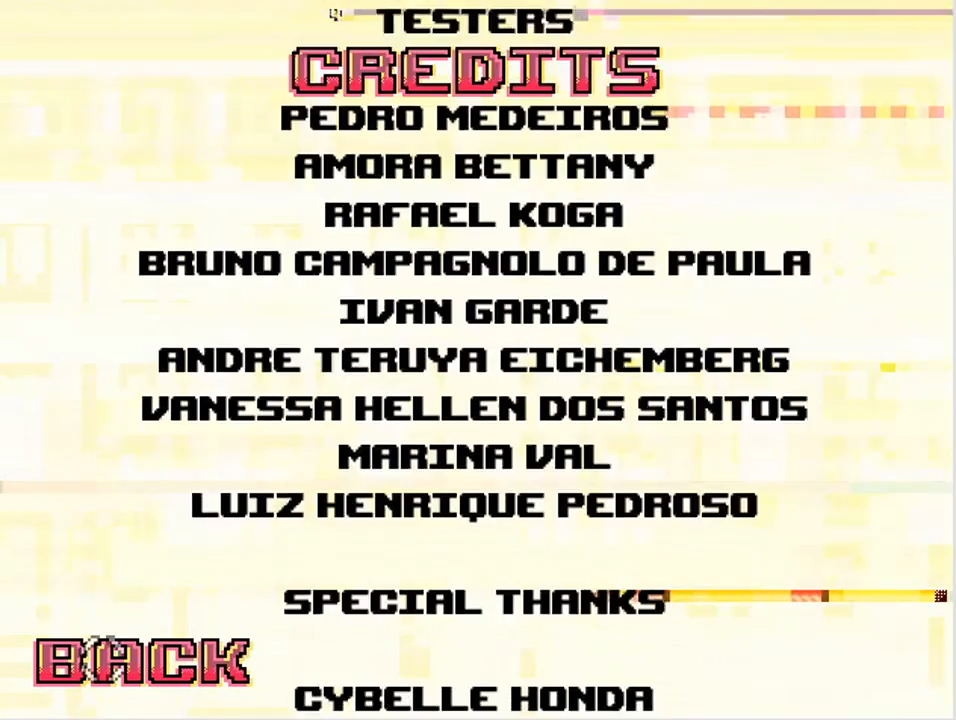 TESTERS
CREDITS
PEDRO MEDEIROS
AMORA BETTANY
RAFAEL KOGA
BRUNO CAMPAGNOLO DE PAULA
IVAN GARDE
ANDRE TERUYA EICHEMBERG
VANESSA HELLEN DOS SANTOS
MARINA VAL
LUIZ HENRIQUE PEDROSO
SPECIAL THANKS
BACK
CYBELLE HONDA